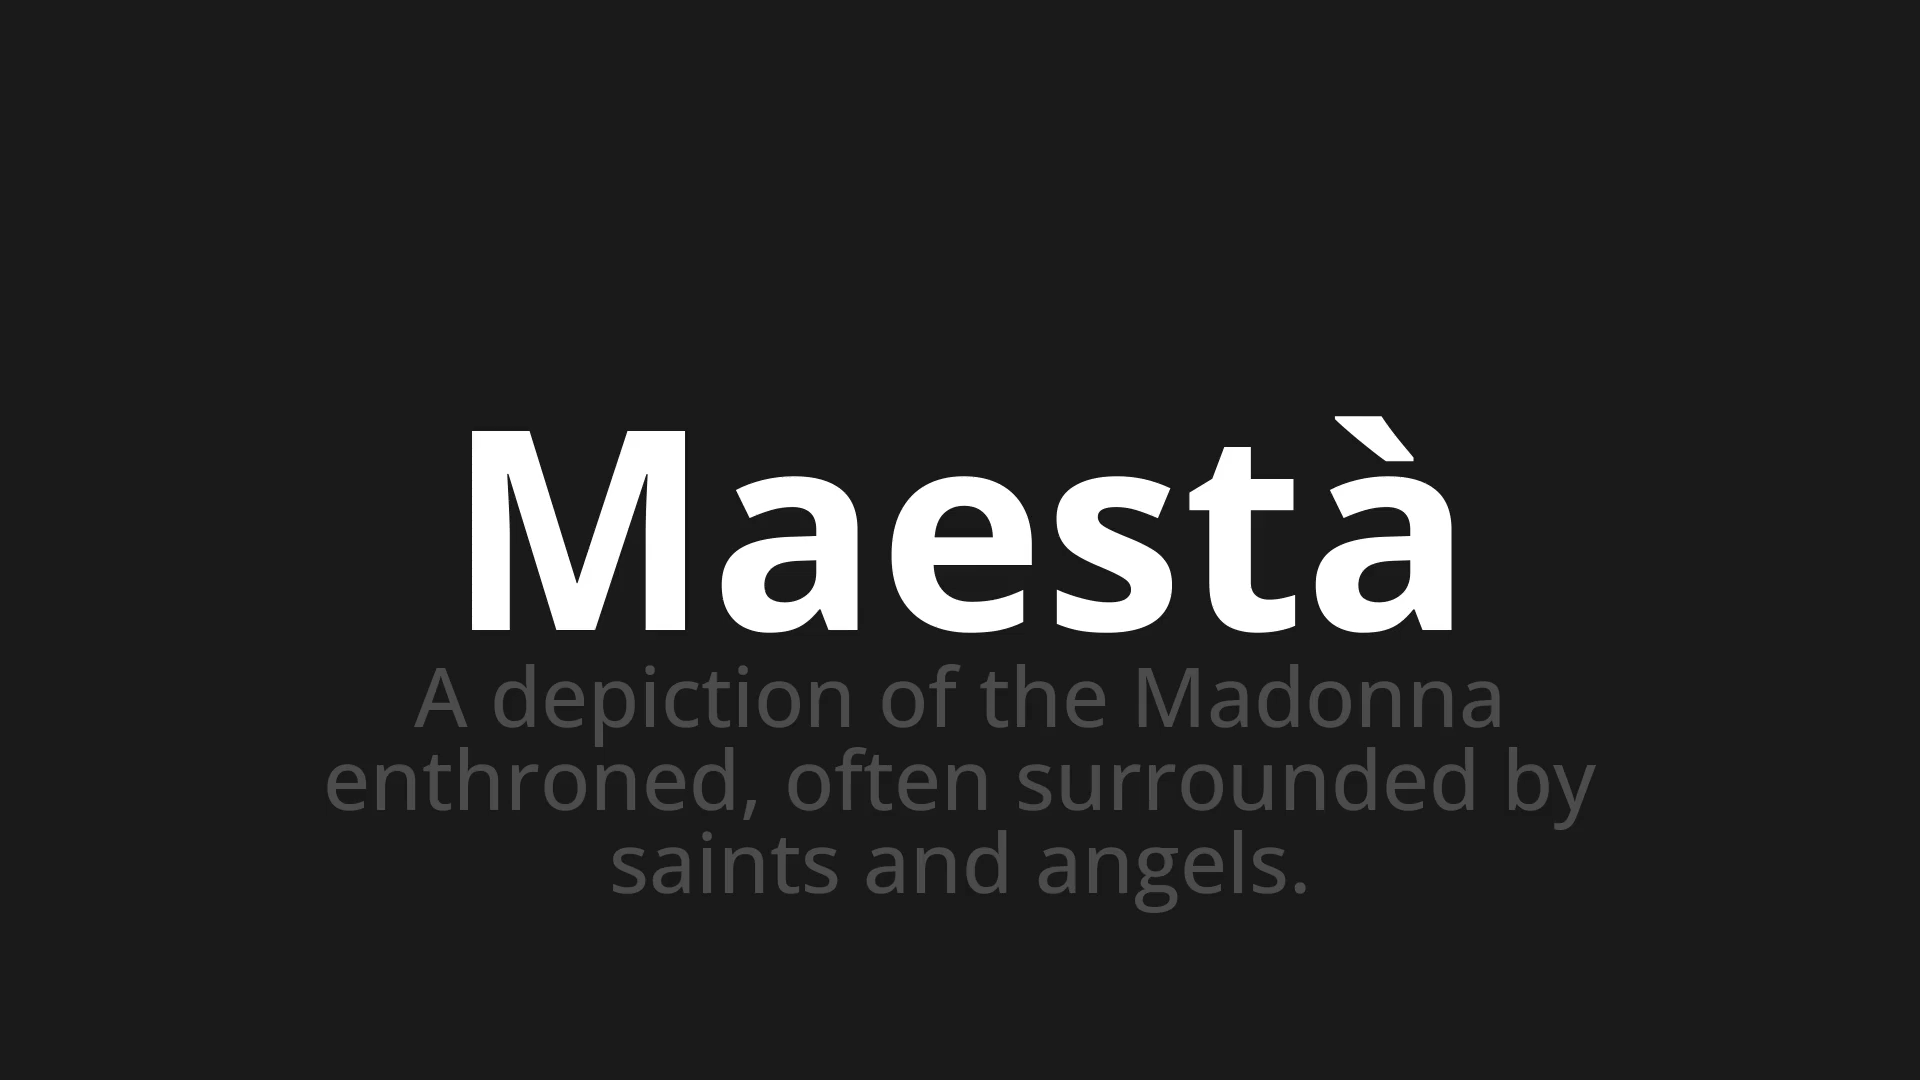 Maestà
A depiction of the Madonna
enthroned, often surrounded by
saints and angels.